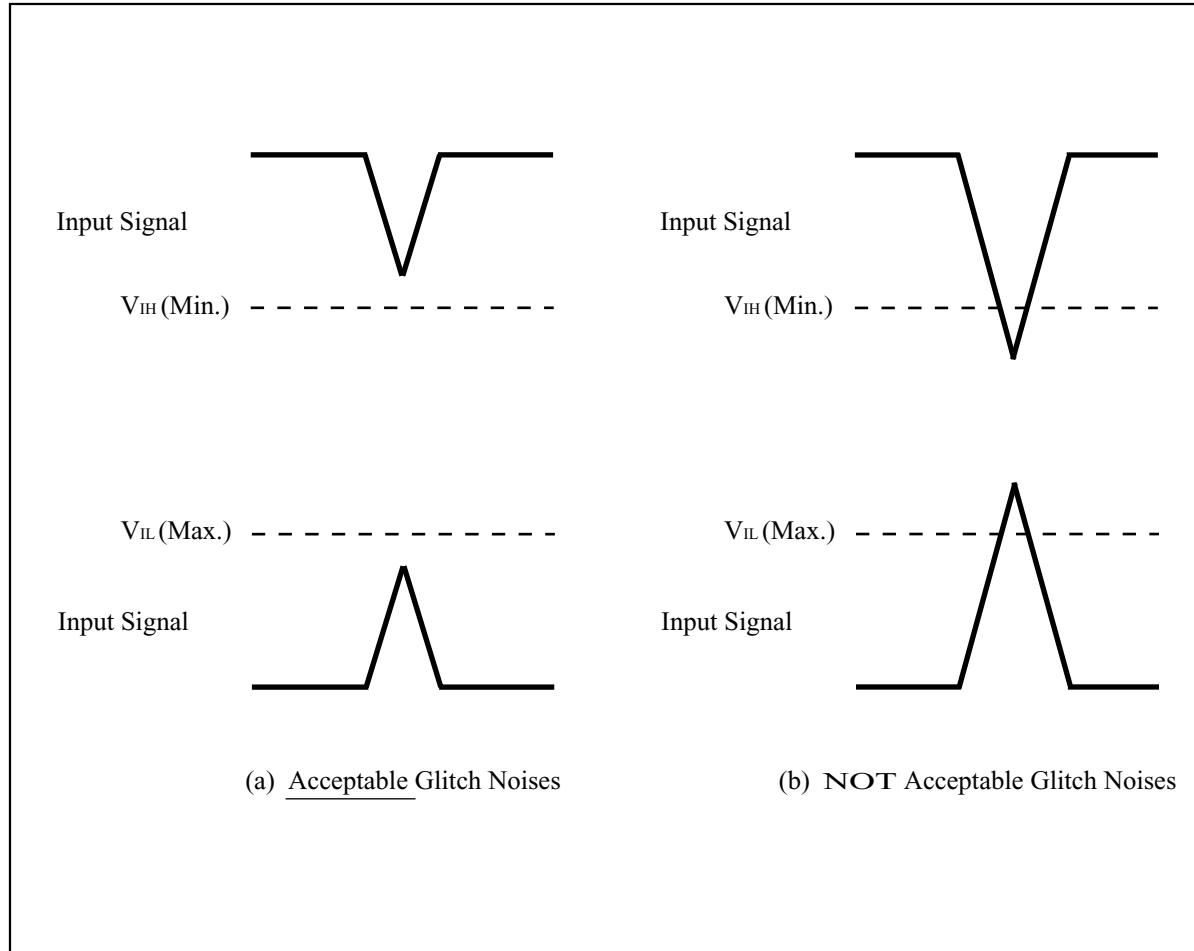 Input Signal
VIH (Min.)
VIL (Max.)
Input Signal
(a) Acceptable Glitch Noises
Input Signal
VIH (Min.)
VIL (Max.)
Input Signal
(b) NOT Acceptable Glitch Noises